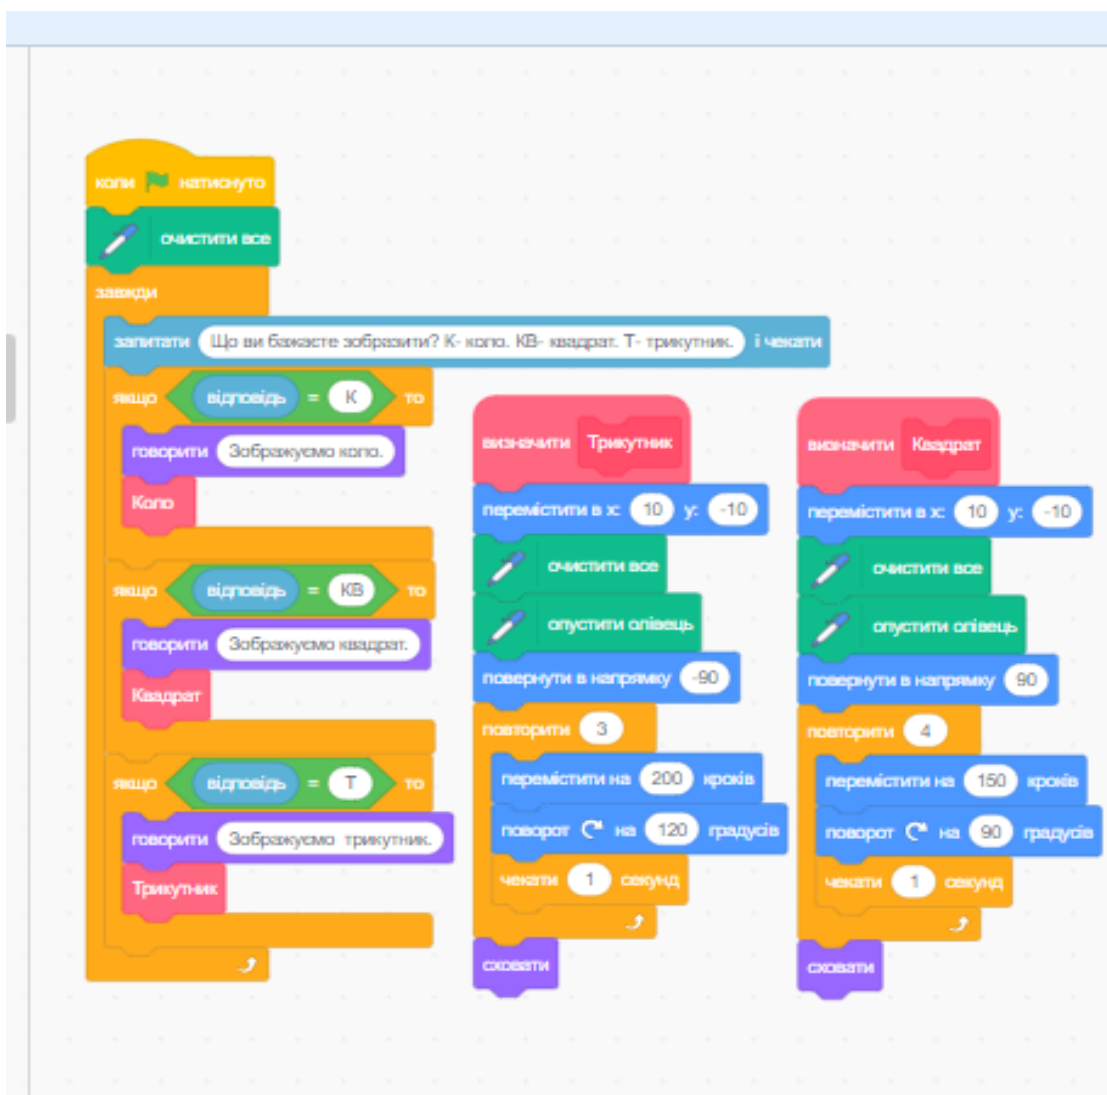 коли натиснуто
очистити все
завжди
запитати Що ви бажаєте зобразити? К- коло. КВ- квадрат. Т- трикутник. і чекати
якщо відповідь = К то
говорити Зображуємо коло.
Коло
якщо відповідь = КВ то
говорити Зображуємо квадрат.
Квадрат
якщо відповідь = Т то
говорити Зображуємо трикутник.
Трикутник
визначити Трикутник
перемістити в x: 10 y: -10
очистити все
опустити олівець
повернути в напрямку -90
повторити 3
перемістити на 200 кроків
поворот на 120 градусів
чекати 1 секунд
сховати
визначити Квадрат
перемістити в x: 10 y: -10
очистити все
опустити олівець
повернути в напрямку 90
повторити 4
перемістити на 150 кроків
поворот на 90 градусів
чекати 1 секунд
сховати